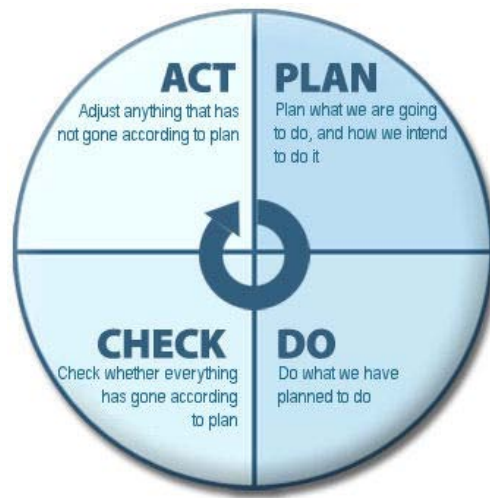 ACT
Adjust anything that has
not gone according to plan
PLAN
Plan what we are going
to do, and how we intend
to do it
CHECK
Check whether everything
has gone according
to plan
DO
Do what we have
planned to do